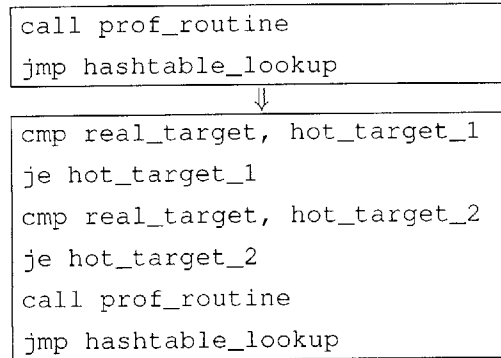 call prof_routine
jmp hashtable_lookup
⇓
cmp real_target, hot_target_1
je hot_target_1
cmp real_target, hot_target_2
je hot_target_2
call prof_routine
jmp hashtable_lookup